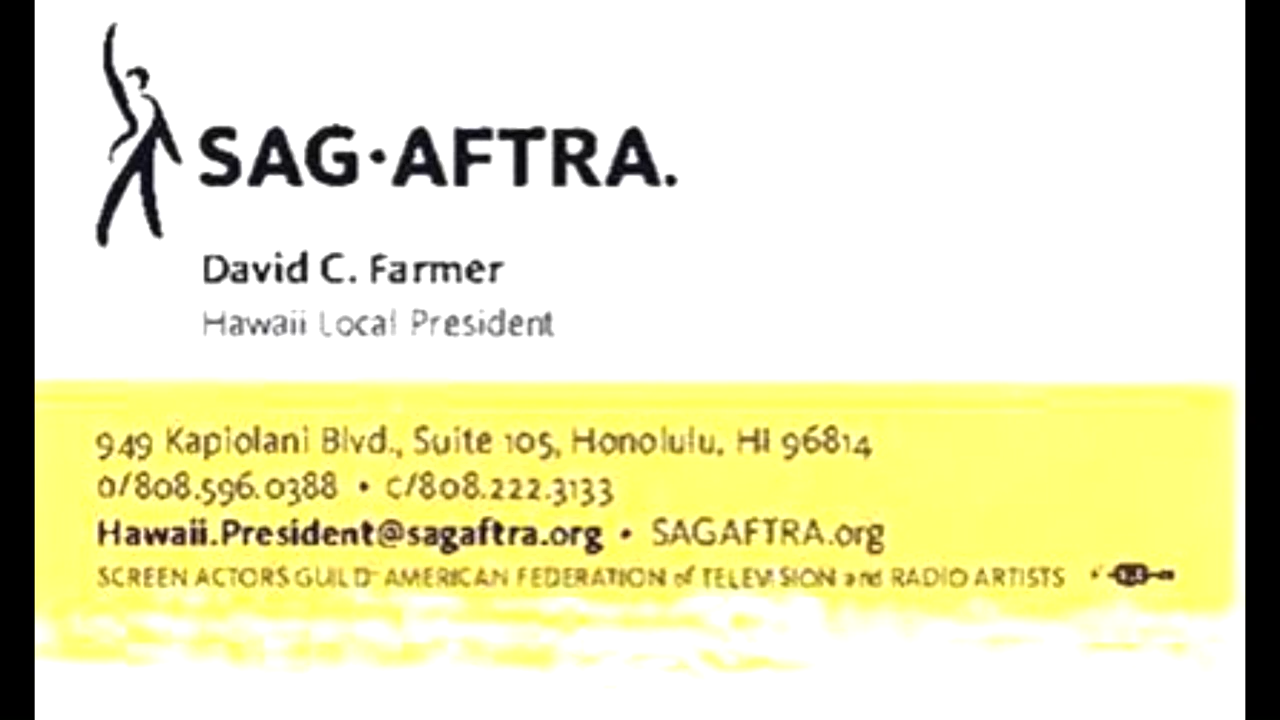 SAG·AFTRA.
David C. Farmer
Hawaii Local President
949 Kapiolani Blvd., Suite 105, Honolulu, HI 96814
o/808.596.0388 • c/808.222.3133
Hawaii.President@sagaftra.org • SAGAFTRA.org
SCREEN ACTORS GUILD-AMERICAN FEDERATION of TELEVISION and RADIO ARTISTS